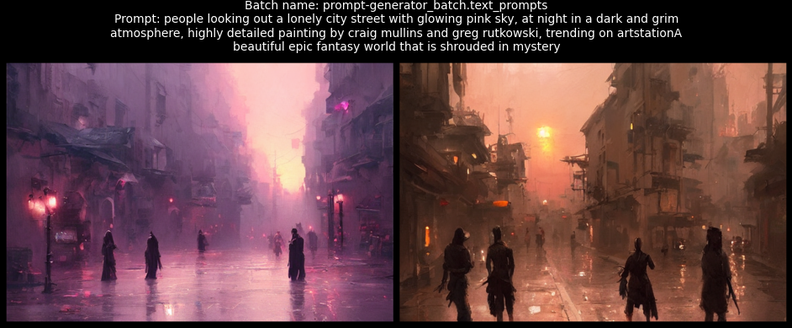 Batch name: prompt-generator_batch.text_prompts
Prompt: people looking out a lonely city street with glowing pink sky, at night in a dark and grim
atmosphere, highly detailed painting by craig mullins and greg rutkowski, trending on artstationA
beautiful epic fantasy world that is shrouded in mystery